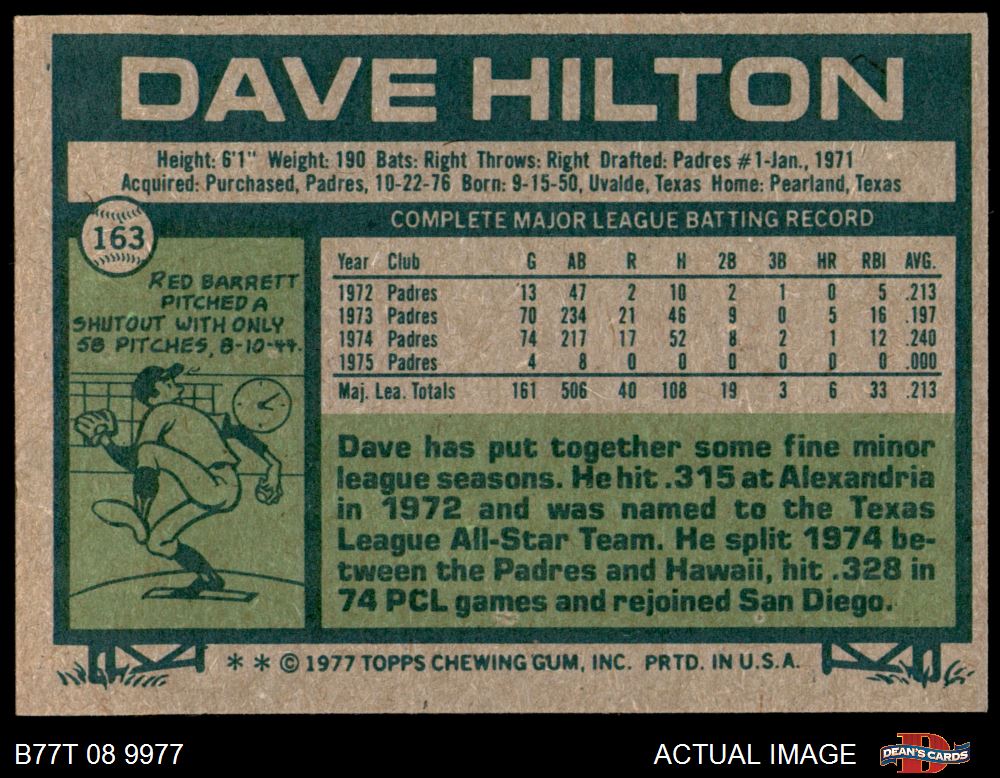 DAVE HILTON
Height: 6'1" Weight: 190 Bats: Right Throws: Right Drafted: Padres #1-Jan., 1971
Acquired: Purchased, Padres, 10-22-76 Born: 9-15-50, Uvalde, Texas Home: Pearland, Texas
163
RED BARRETT
PITCHED A
SHUTOUT WITH ONLY
58 PITCHES, 8-10-44.
COMPLETE MAJOR LEAGUE BATTING RECORD
Year Club G AB R H 2B 3B HR RBI AVG.
1972 Padres 13 47 2 10 2 1 0 5 .213
1973 Padres 70 234 21 46 9 0 5 16 .197
1974 Padres 74 217 17 52 8 2 1 12 .240
1975 Padres 4 8 0 0 0 0 0 0 .000
Maj. Lea. Totals 161 506 40 108 19 3 6 33 .213
Dave has put together some fine minor
league seasons. He hit .315 at Alexandria
in 1972 and was named to the Texas
League All-Star Team. He split 1974 be-
tween the Padres and Hawaii, hit .328 in
74 PCL games and rejoined San Diego.
* * © 1977 TOPPS CHEWING GUM, INC. PRTD. IN U.S.A.
B77T 08 9977
ACTUAL IMAGE
D
DEAN'S CARDS